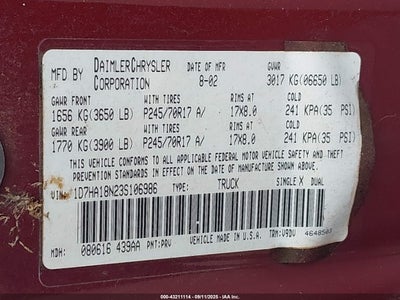 MFD BY DAIMLERCHRYSLER CORPORATION DATE OF MFR 8-02 GVWR 3017 KG(06650 LB)
GAWR FRONT WITH TIRES RIMS AT COLD
1656 KG(3650 LB) P245/70R17 A/ 17X8.0 241 KPA(35 PSI)
GAWR REAR WITH TIRES RIMS AT COLD
1770 KG(3900 LB) P245/70R17 A/ 17X8.0 241 KPA(35 PSI)
THIS VEHICLE CONFORMS TO ALL APPLICABLE FEDERAL MOTOR VEHICLE SAFETY AND THEFT
PREVENTION STANDARDS IN EFFECT ON THE DATE OF MANUFACTURE SHOWN ABOVE.
VIN: 1D7HA18N23S106986 TYPE: TRUCK SINGLE X DUAL
MDH: 080616 439AA PNT: PRV VEHICLE MADE IN U.S.A. TRM: V9DV
000-43211114 - 09/11/2025 - IAAI